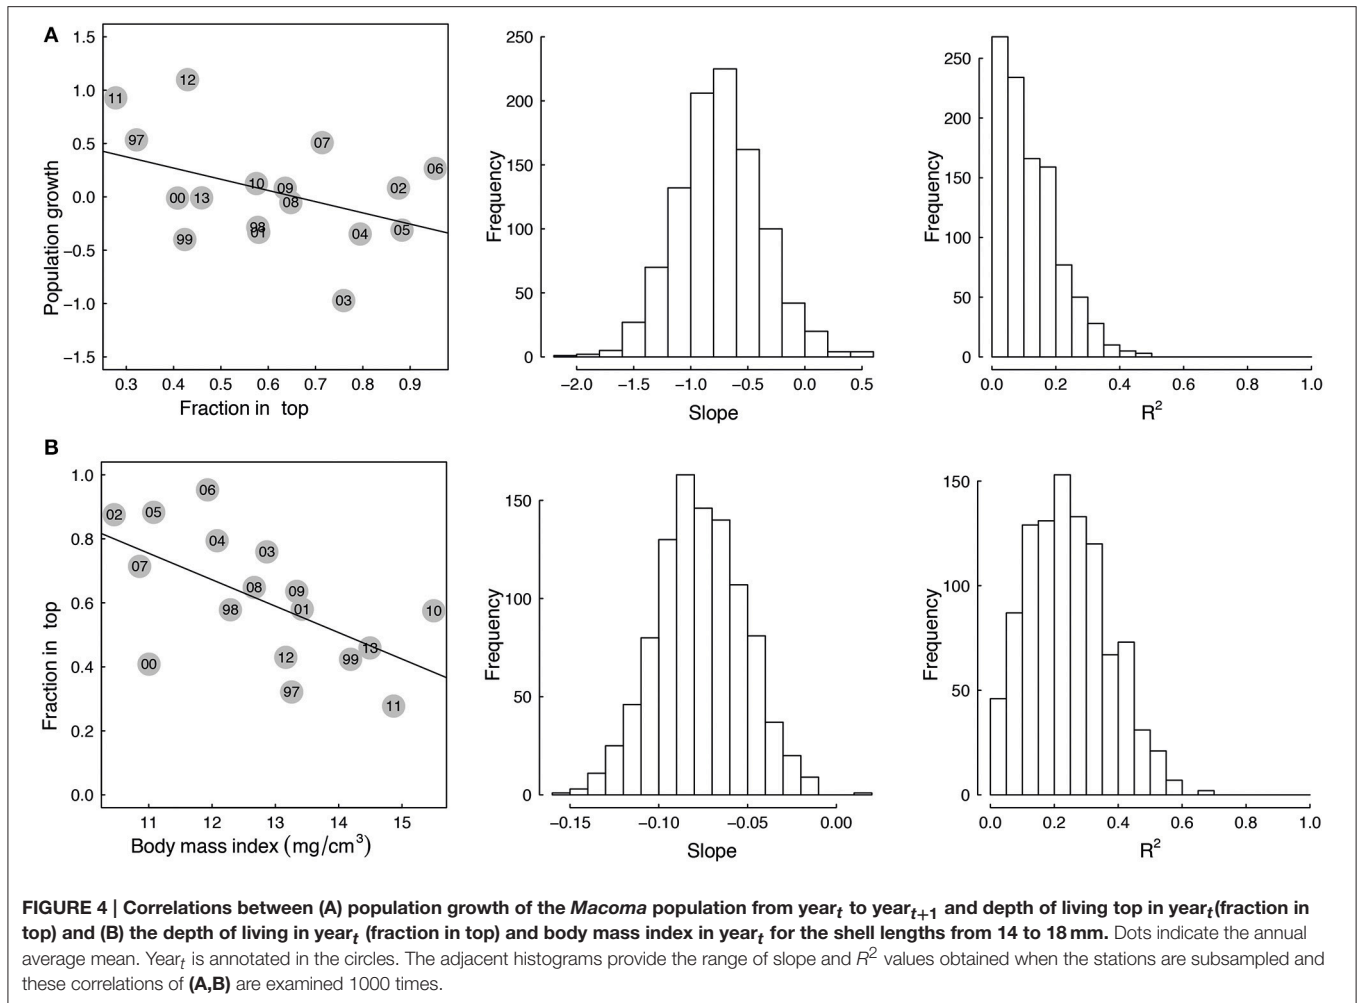 A
1.5
1.0
0.5
0.0
−0.5
−1.0
−1.5
Population growth
11
12
97
07
06
10
09
02
00
13
08
98
01
99
04
05
03
0.3 0.4 0.5 0.6 0.7 0.8 0.9
Fraction in top
250
200
150
100
50
0
Frequency
−2.0 −1.5 −1.0 −0.5 0.0 0.5
Slope
250
200
150
100
50
0
Frequency
0.0 0.2 0.4 0.6 0.8 1.0
R²
B
1.0
0.8
0.6
0.4
0.2
0.0
Fraction in top
06
02
05
04
03
07
08
09
98
01
10
13
12
99
00
97
11
11 12 13 14 15
Body mass index (mg/cm³)
150
100
50
0
Frequency
−0.15 −0.10 −0.05 0.00
Slope
150
100
50
0
Frequency
0.0 0.2 0.4 0.6 0.8 1.0
R²
FIGURE 4 | Correlations between (A) population growth of the Macoma population from yearₜ to yearₜ₊₁ and depth of living top in yearₜ(fraction in
top) and (B) the depth of living in yearₜ (fraction in top) and body mass index in yearₜ for the shell lengths from 14 to 18 mm. Dots indicate the annual
average mean. Yearₜ is annotated in the circles. The adjacent histograms provide the range of slope and R² values obtained when the stations are subsampled and
these correlations of (A,B) are examined 1000 times.